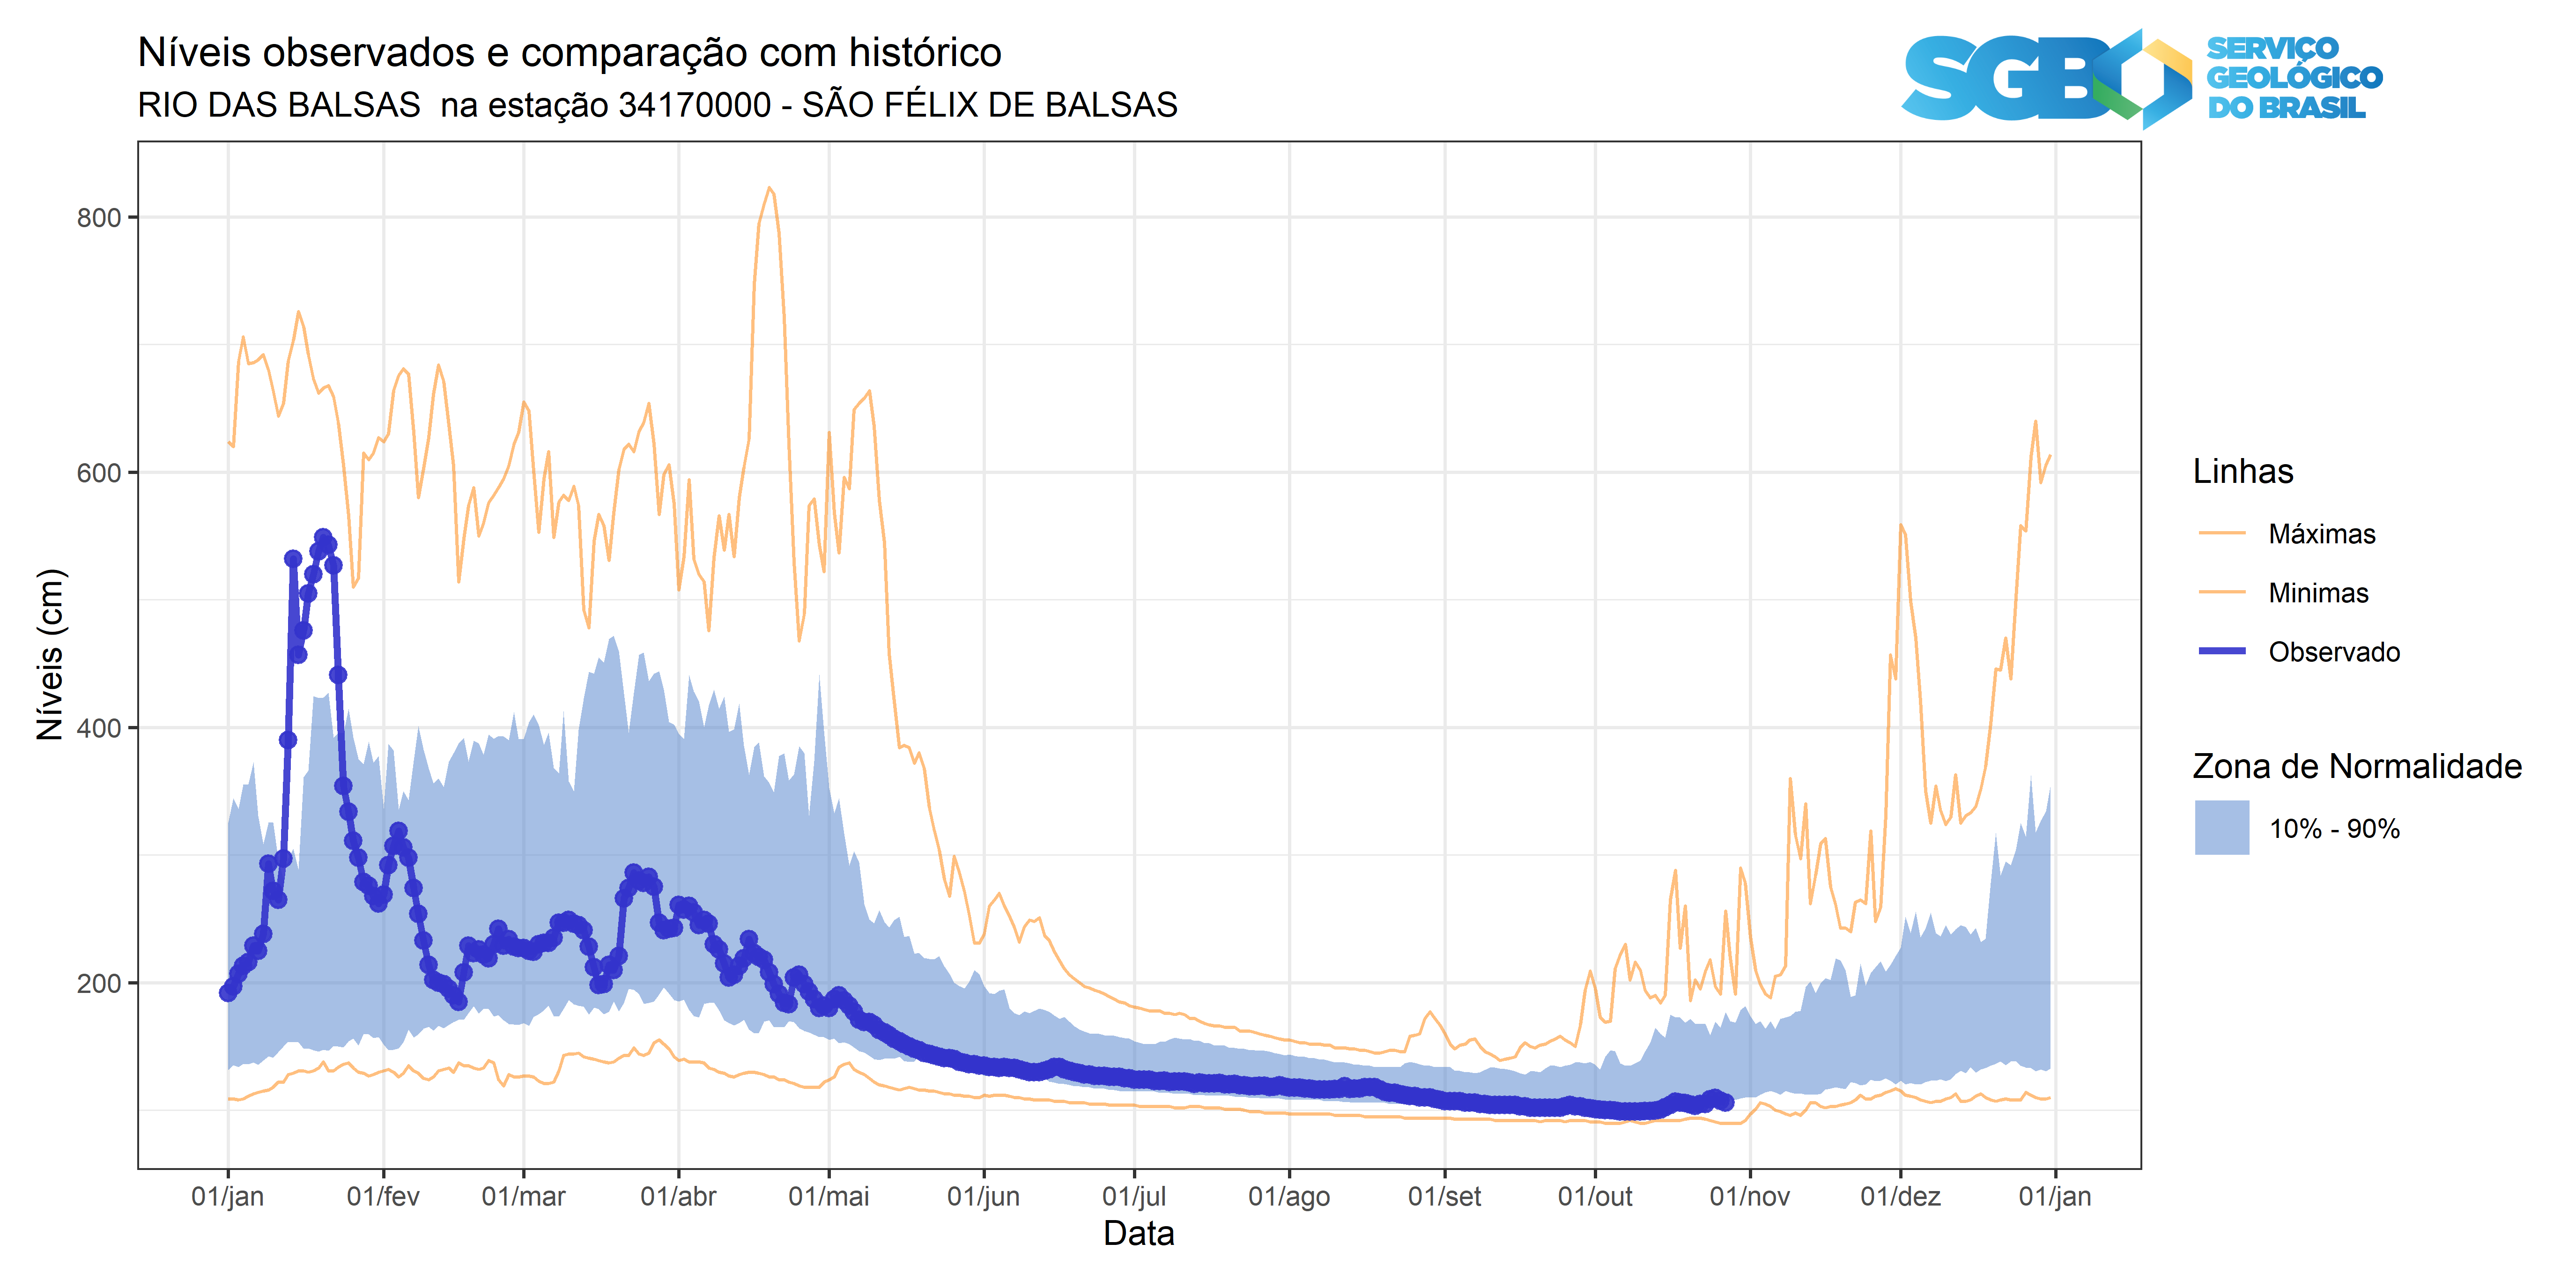 Níveis observados e comparação com histórico
RIO DAS BALSAS  na estação 34170000 - SÃO FÉLIX DE BALSAS
SGB
SERVIÇO
GEOLÓGICO
DO BRASIL
800
600
400
200
Níveis (cm)
01/jan
01/fev
01/mar
01/abr
01/mai
01/jun
01/jul
01/ago
01/set
01/out
01/nov
01/dez
01/jan
Data
Linhas
Máximas
Minimas
Observado
Zona de Normalidade
10% - 90%